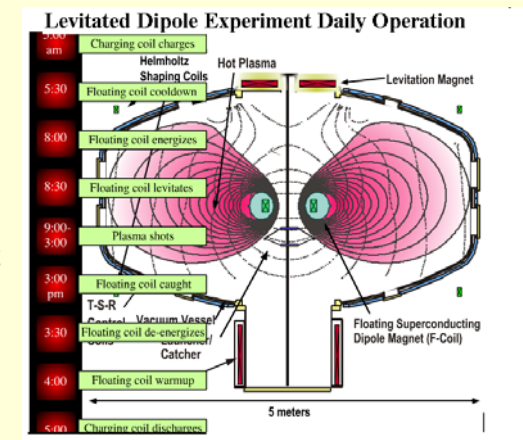 Levitated Dipole Experiment Daily Operation
5:00
am
Charging coil charges
Helmholtz
Shaping Coils
Hot Plasma
Levitation Magnet
5:30
Floating coil cooldown
8:00
Floating coil energizes
8:30
Floating coil levitates
9:00-
3:00
Plasma shots
3:00
pm
Floating coil caught
T-S-R
Vacuum Vessel
3:30
Floating coil de-energizes
Catcher
Floating Superconducting
Dipole Magnet (F-Coil)
4:00
Floating coil warmup
5 meters
5:00
Charging coil discharges